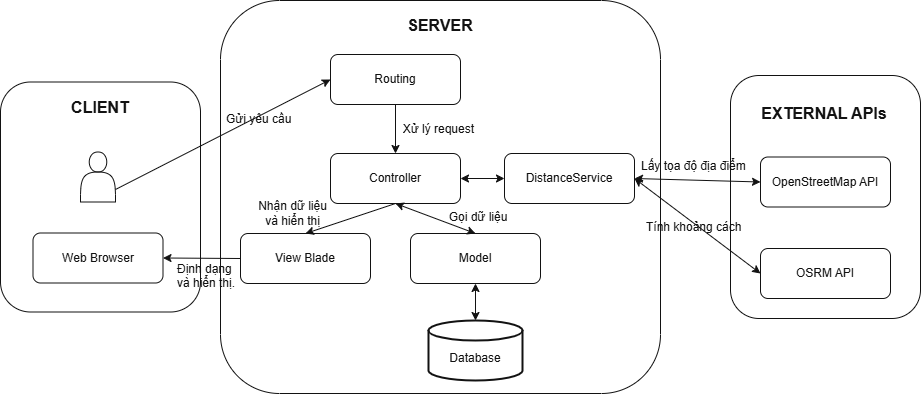 SERVER
Routing
CLIENT
Gửi yêu cầu
Xử lý request
EXTERNAL APIs
Controller
DistanceService
Lấy tọa độ địa điểm
OpenStreetMap API
Nhận dữ liệu
và hiển thị
Gọi dữ liệu
Tính khoảng cách
Web Browser
Định dạng
và hiển thị.
View Blade
Model
OSRM API
Database